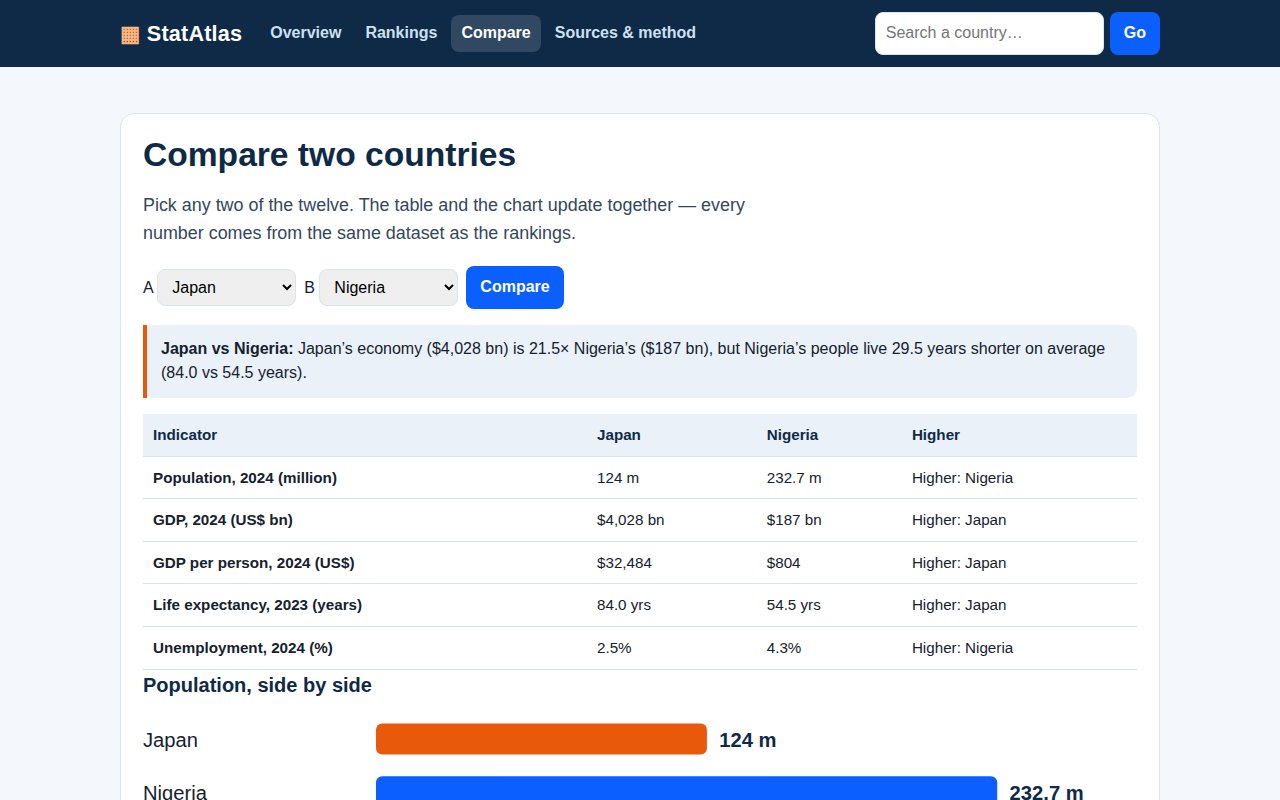 StatAtlas Overview Rankings Compare Sources & method Search a country… Go
Compare two countries
Pick any two of the twelve. The table and the chart update together — every
number comes from the same dataset as the rankings.
A Japan B Nigeria Compare
Japan vs Nigeria: Japan’s economy ($4,028 bn) is 21.5× Nigeria’s ($187 bn), but Nigeria’s people live 29.5 years shorter on average
(84.0 vs 54.5 years).
Indicator Japan Nigeria Higher
Population, 2024 (million) 124 m 232.7 m Higher: Nigeria
GDP, 2024 (US$ bn) $4,028 bn $187 bn Higher: Japan
GDP per person, 2024 (US$) $32,484 $804 Higher: Japan
Life expectancy, 2023 (years) 84.0 yrs 54.5 yrs Higher: Japan
Unemployment, 2024 (%) 2.5% 4.3% Higher: Nigeria
Population, side by side
Japan 124 m
Nigeria 232.7 m